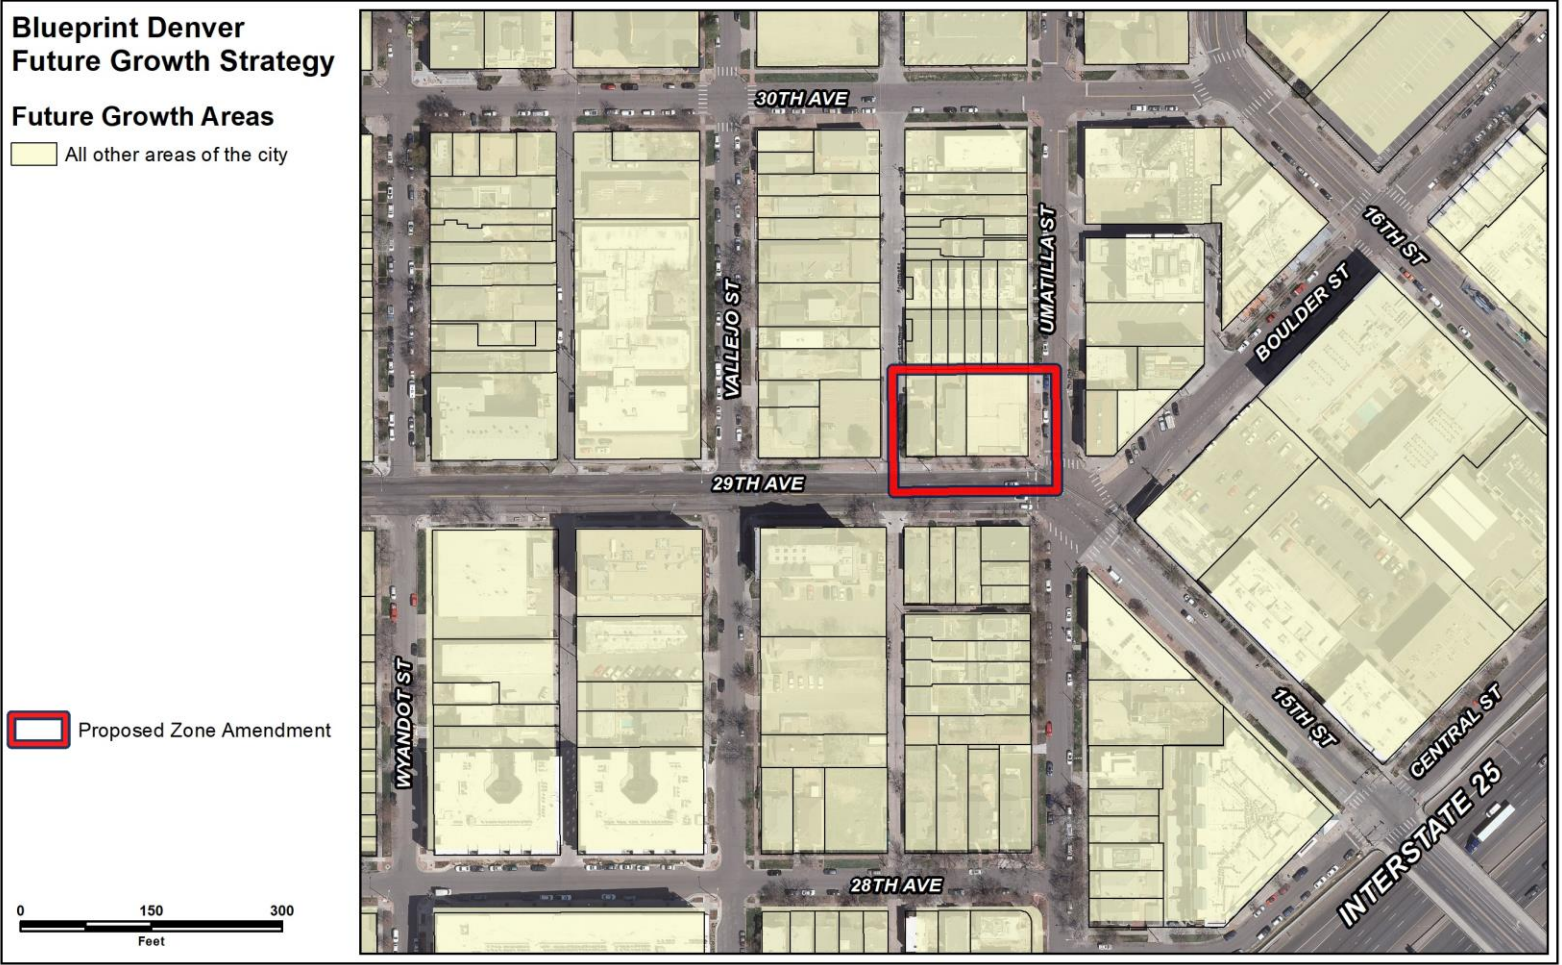 Blueprint Denver
Future Growth Strategy
Future Growth Areas
All other areas of the city
Proposed Zone Amendment
0 150 300
Feet
30TH AVE
16TH ST
UMATILLA ST
BOULDER ST
VALLEJO ST
29TH AVE
WYANDOT ST
15TH ST
CENTRAL ST
INTERSTATE 25
28TH AVE